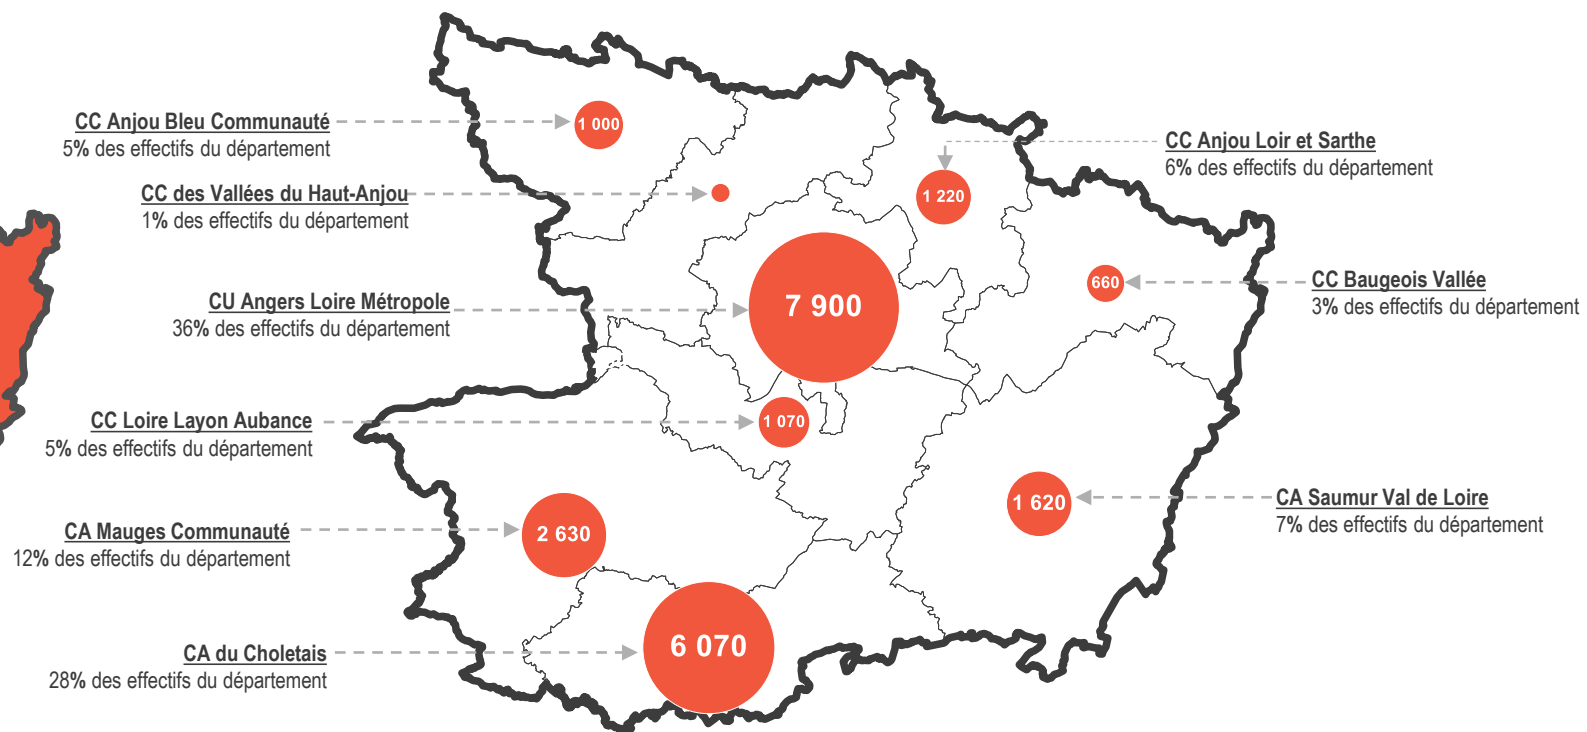 CC Anjou Bleu Communauté
5% des effectifs du département
1 000
CC Anjou Loir et Sarthe
6% des effectifs du département
1 220
CC des Vallées du Haut-Anjou
1% des effectifs du département
CU Angers Loire Métropole
36% des effectifs du département
7 900
660
CC Baugeois Vallée
3% des effectifs du département
CC Loire Layon Aubance
5% des effectifs du département
1 070
CA Mauges Communauté
12% des effectifs du département
2 630
1 620
CA Saumur Val de Loire
7% des effectifs du département
CA du Choletais
28% des effectifs du département
6 070